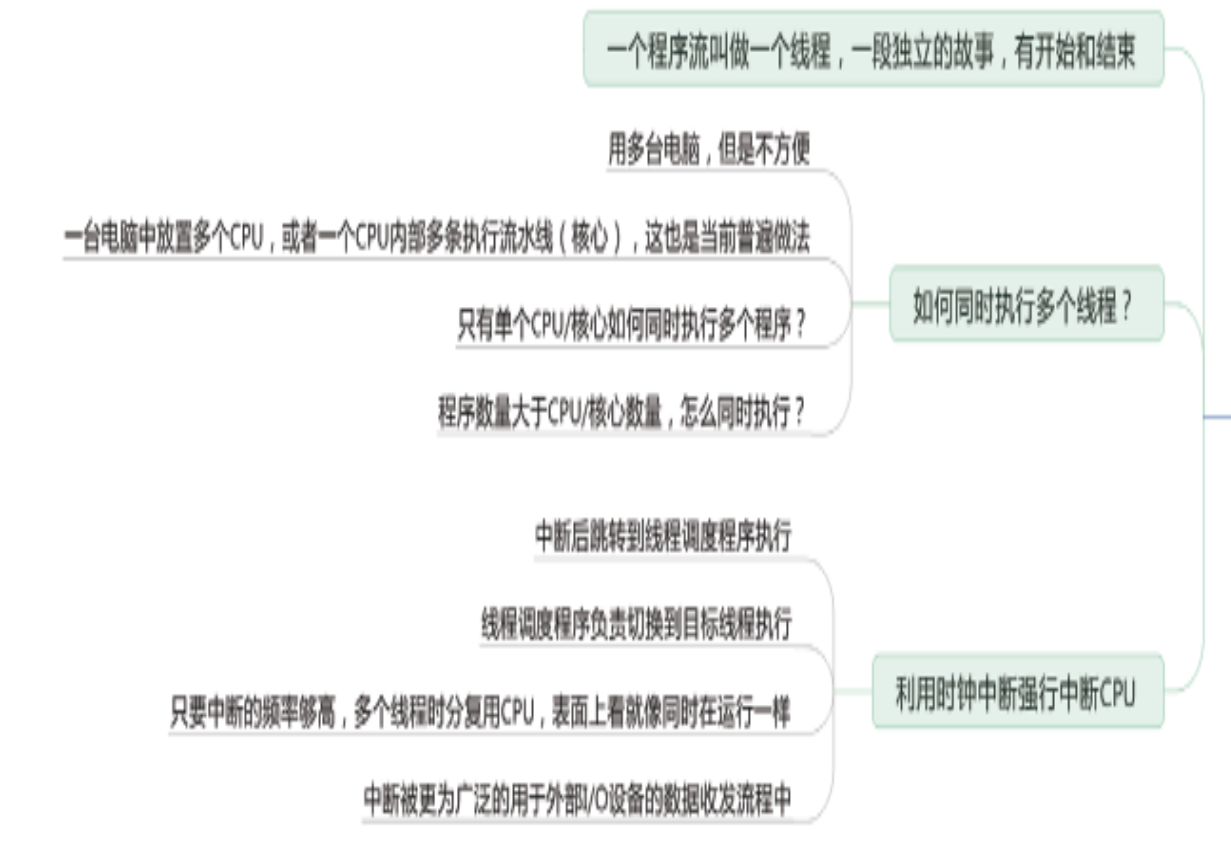 一个程序流叫做一个线程，一段独立的故事，有开始和结束
用多台电脑，但是不方便
一台电脑中放置多个CPU，或者一个CPU内部多条执行流水线（核心），这也是当前普遍做法
只有单个CPU/核心如何同时执行多个程序？
程序数量大于CPU/核心数量，怎么同时执行？
如何同时执行多个线程？
中断后跳转到线程调度程序执行
线程调度程序负责切换到目标线程执行
只要中断的频率够高，多个线程时分复用CPU，表面上看就像同时在运行一样
中断被更为广泛的用于外部I/O设备的数据收发流程中
利用时钟中断强行中断CPU